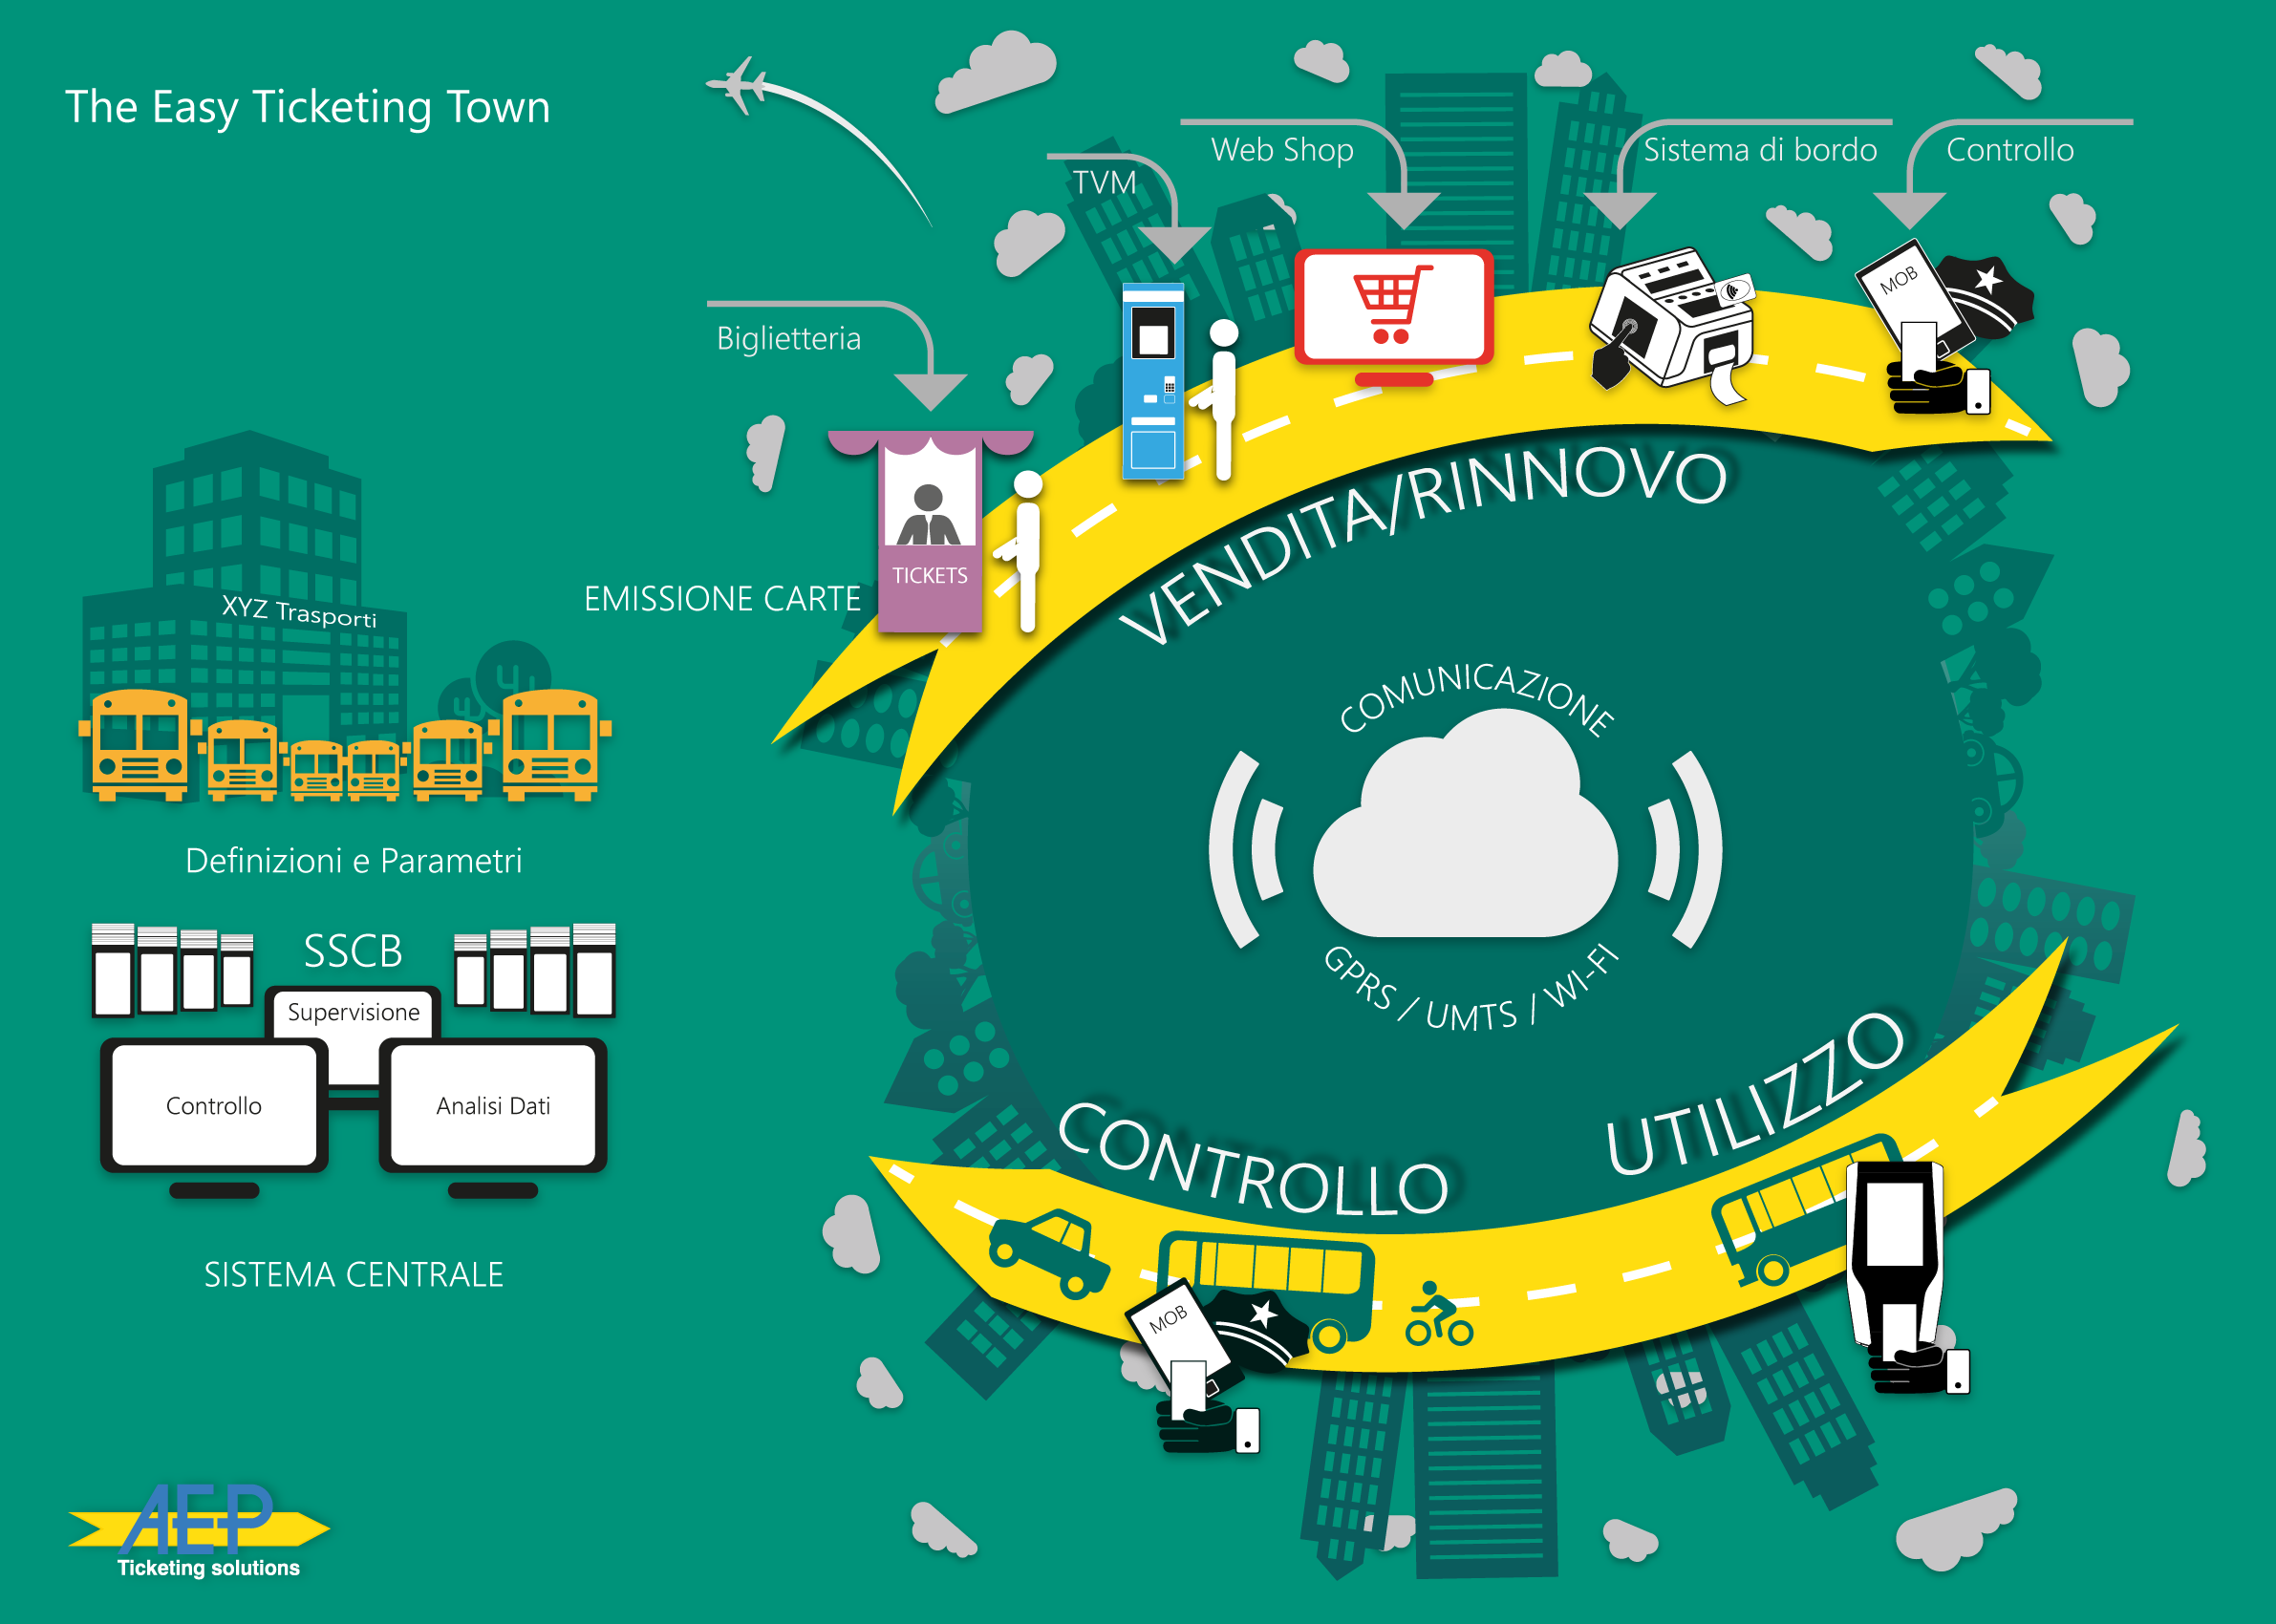 The Easy Ticketing Town
Web Shop
Sistema di bordo
Controllo
TVM
MOB
Biglietteria
TICKETS
EMISSIONE CARTE
VENDITA/RINNOVO
XYZ Trasporti
COMUNICAZIONE
GPRS / UMTS / WI-FI
Definizioni e Parametri
SSCB
Supervisione
Controllo
Analisi Dati
SISTEMA CENTRALE
CONTROLLO
UTILIZZO
MOB
AEP
Ticketing solutions